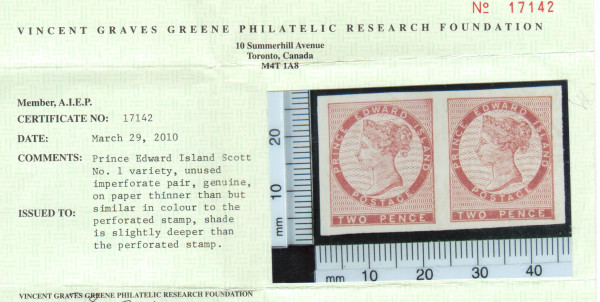 Nº 17142
VINCENT GRAVES GREENE PHILATELIC RESEARCH FOUNDATION
10 Summerhill Avenue
Toronto, Canada
M4T 1A8
Member, A.I.E.P.
CERTIFICATE NO: 17142
DATE: March 29, 2010
COMMENTS: Prince Edward Island Scott
No. 1 variety, unused
imperforate pair, genuine,
on paper thinner than but
ISSUED TO: similar in colour to the
perforated stamp, shade
is slightly deeper than
the perforated stamp.
mm 10 20
PRINCE EDWARD ISLAND
POSTAGE
TWO PENCE
PRINCE EDWARD ISLAND
POSTAGE
TWO PENCE
mm 10 20 30 40 50
VINCENT GRAVES GREENE PHILATELIC RESEARCH FOUNDATION